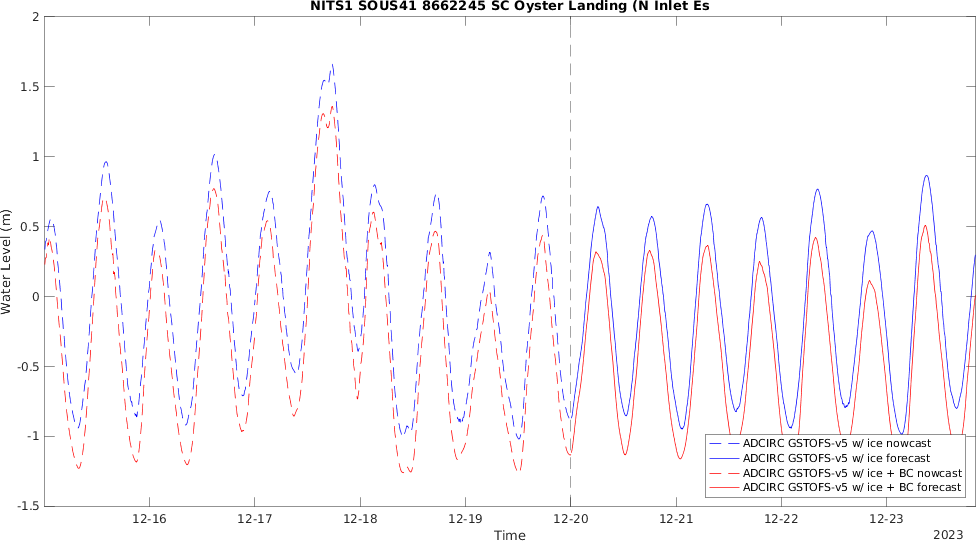 NITS1 SOUS41 8662245 SC Oyster Landing (N Inlet Es
2
1.5
1
0.5
0
-0.5
-1
-1.5
Water Level (m)
12-16 12-17 12-18 12-19 12-20 12-21 12-22 12-23
Time
2023
ADCIRC GSTOFS-v5 w/ ice nowcast
ADCIRC GSTOFS-v5 w/ ice forecast
ADCIRC GSTOFS-v5 w/ ice + BC nowcast
ADCIRC GSTOFS-v5 w/ ice + BC forecast